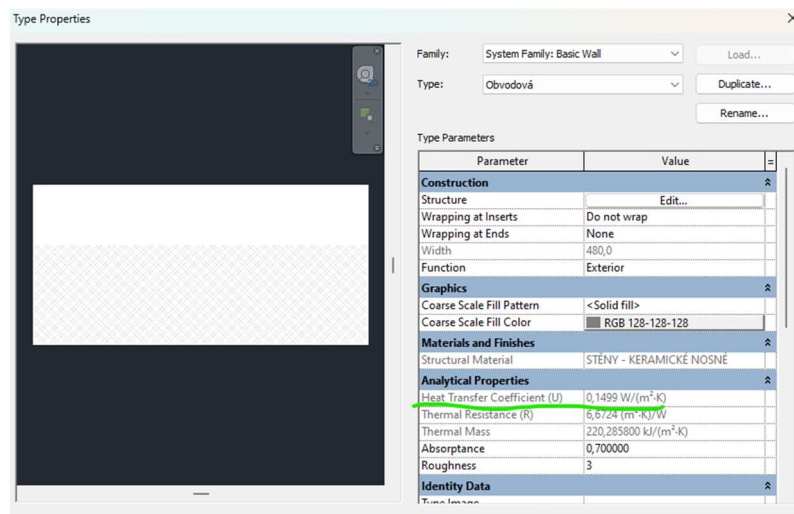 Type Properties
Family: System Family: Basic Wall Load...
Type: Obvodová Duplicate...
Rename...
Type Parameters
Parameter Value =
Construction
Structure Edit...
Wrapping at Inserts Do not wrap
Wrapping at Ends None
Width 480,0
Function Exterior
Graphics
Coarse Scale Fill Pattern <Solid fill>
Coarse Scale Fill Color RGB 128-128-128
Materials and Finishes
Structural Material STĚNY - KERAMICKÉ NOSNÉ
Analytical Properties
Heat Transfer Coefficient (U) 0,1499 W/(m²·K)
Thermal Resistance (R) 6,6724 (m²·K)/W
Thermal Mass 220,285800 kJ/(m²·K)
Absorptance 0,700000
Roughness 3
Identity Data
Type Image